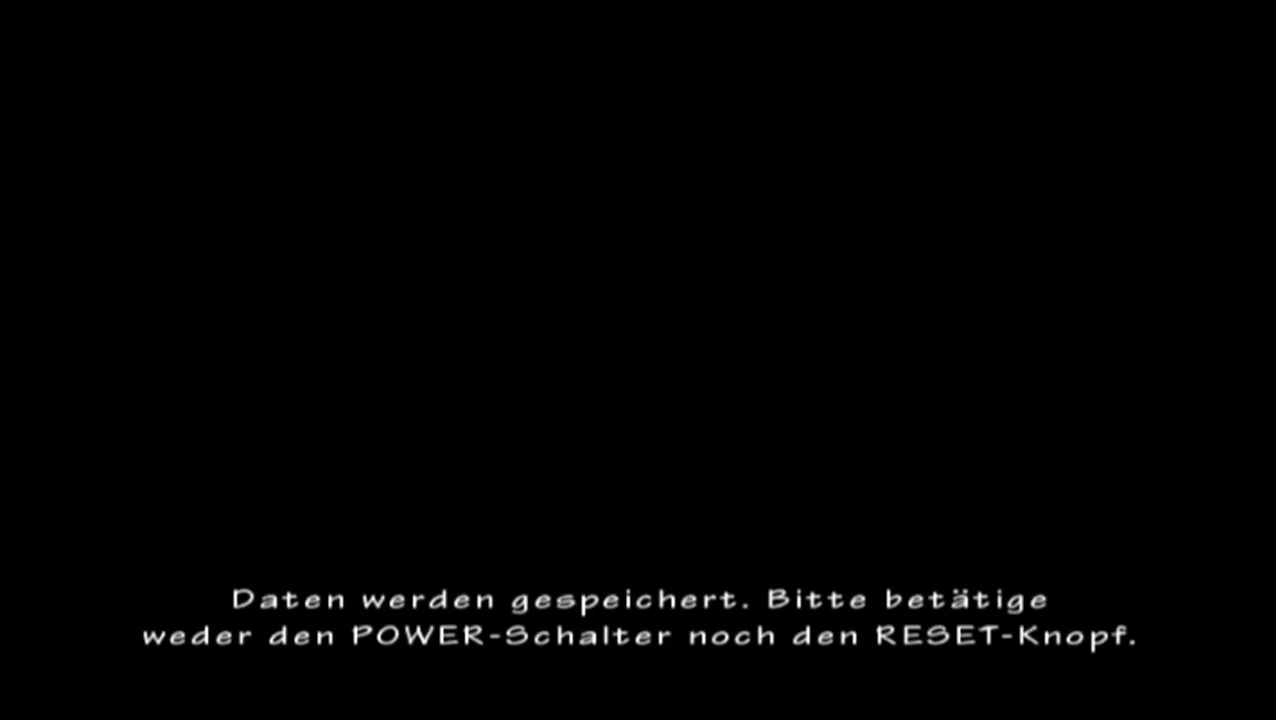 Daten werden gespeichert. Bitte betätige
weder den POWER-Schalter noch den RESET-Knopf.